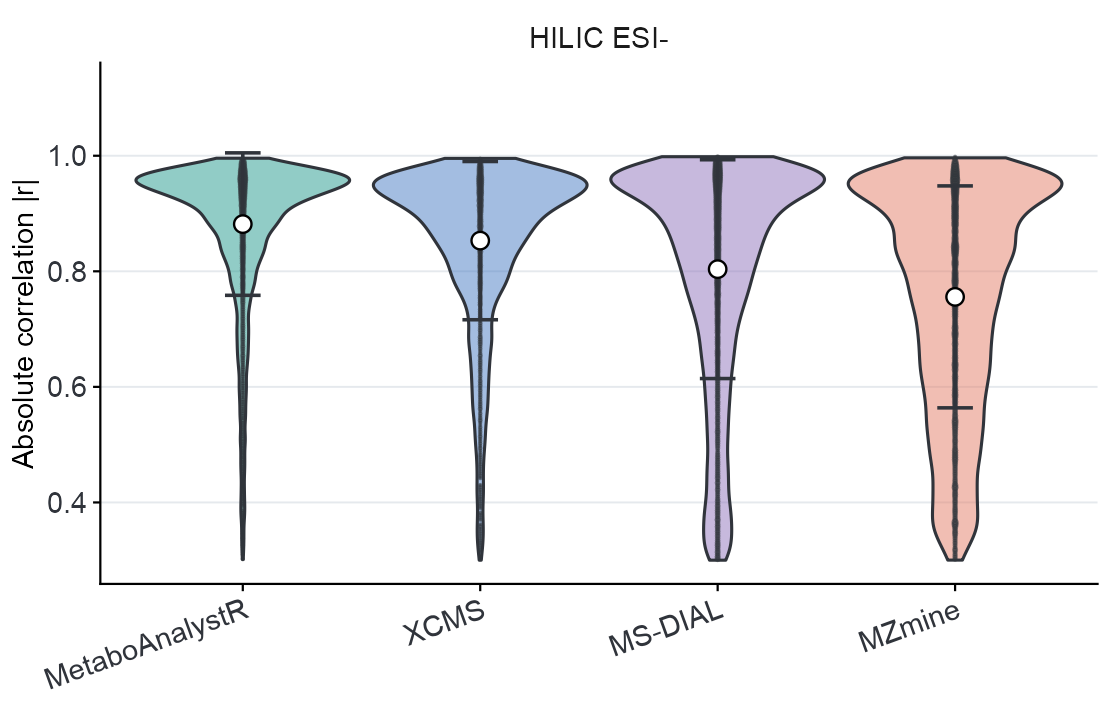 HILIC ESI-
Absolute correlation |r|
1.0
0.8
0.6
0.4
MetaboAnalystR
XCMS
MS-DIAL
MZmine